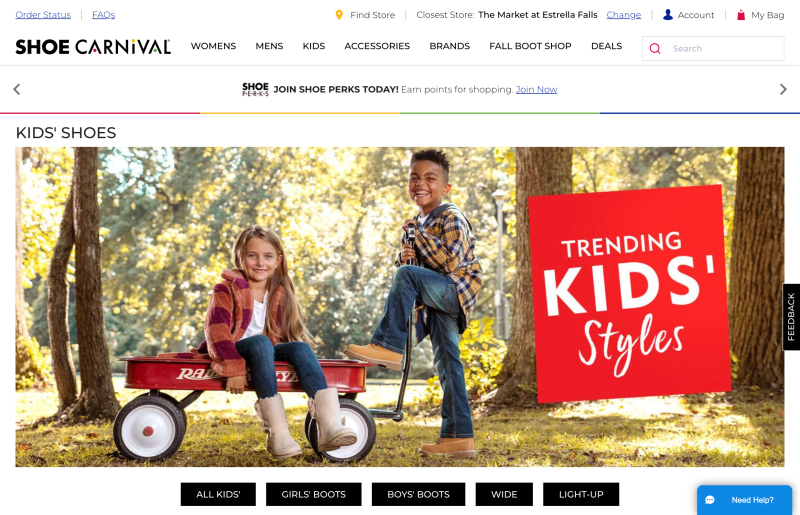 Order Status FAQs Find Store Closest Store: The Market at Estrella Falls Change Account My Bag
SHOE CARNIVAL WOMENS MENS KIDS ACCESSORIES BRANDS FALL BOOT SHOP DEALS Search
SHOE PERKS JOIN SHOE PERKS TODAY! Earn points for shopping. Join Now
KIDS' SHOES
TRENDING
KIDS'
Styles
FEEDBACK
ALL KIDS' GIRLS' BOOTS BOYS' BOOTS WIDE LIGHT-UP
Need Help?